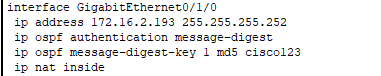 interface GigabitEthernet0/1/0
ip address 172.16.2.193 255.255.255.252
ip ospf authentication message-digest
ip ospf message-digest-key 1 md5 cisco123
ip nat inside